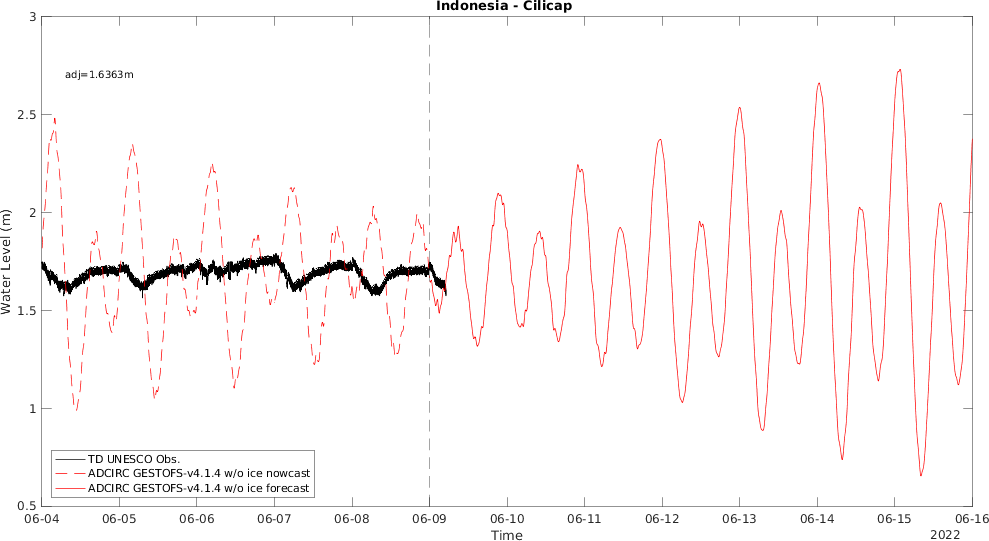 Indonesia - Cilicap
3
2.5
2
1.5
1
0.5
Water Level (m)
adj=1.6363m
TD UNESCO Obs.
ADCIRC GESTOFS-v4.1.4 w/o ice nowcast
ADCIRC GESTOFS-v4.1.4 w/o ice forecast
06-04 06-05 06-06 06-07 06-08 06-09 06-10 06-11 06-12 06-13 06-14 06-15 06-16
Time
2022